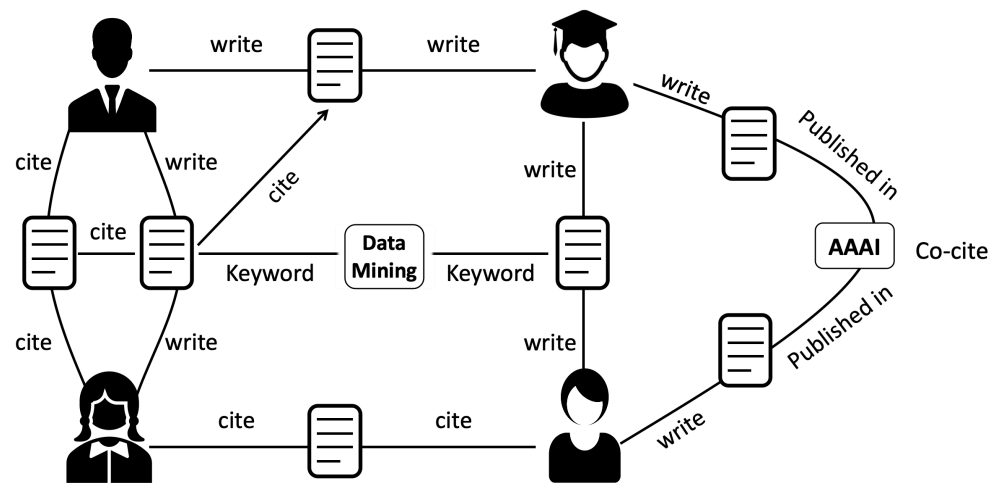 write
write
write
Published in
cite
write
cite
write
cite
Data
Mining
AAAI
Co-cite
Keyword
Keyword
cite
write
write
Published in
cite
cite
write